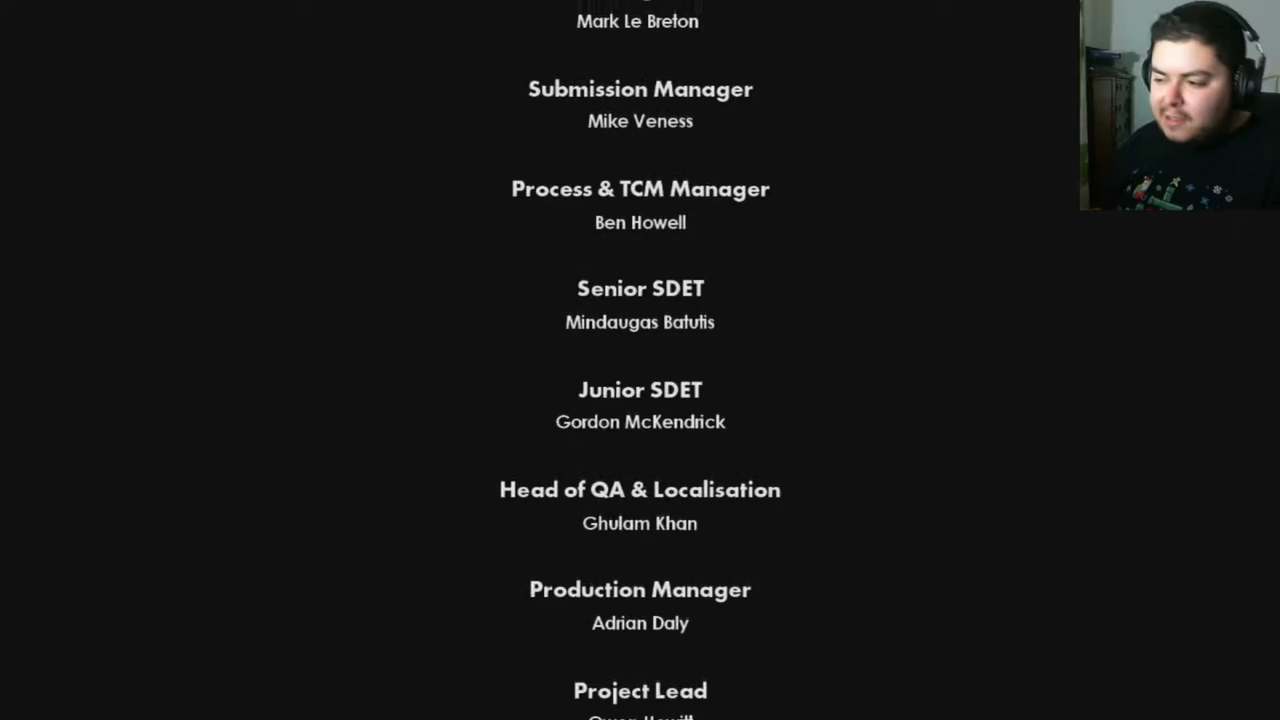 Mark Le Breton
Submission Manager
Mike Veness
Process & TCM Manager
Ben Howell
Senior SDET
Mindaugas Batutis
Junior SDET
Gordon McKendrick
Head of QA & Localisation
Ghulam Khan
Production Manager
Adrian Daly
Project Lead